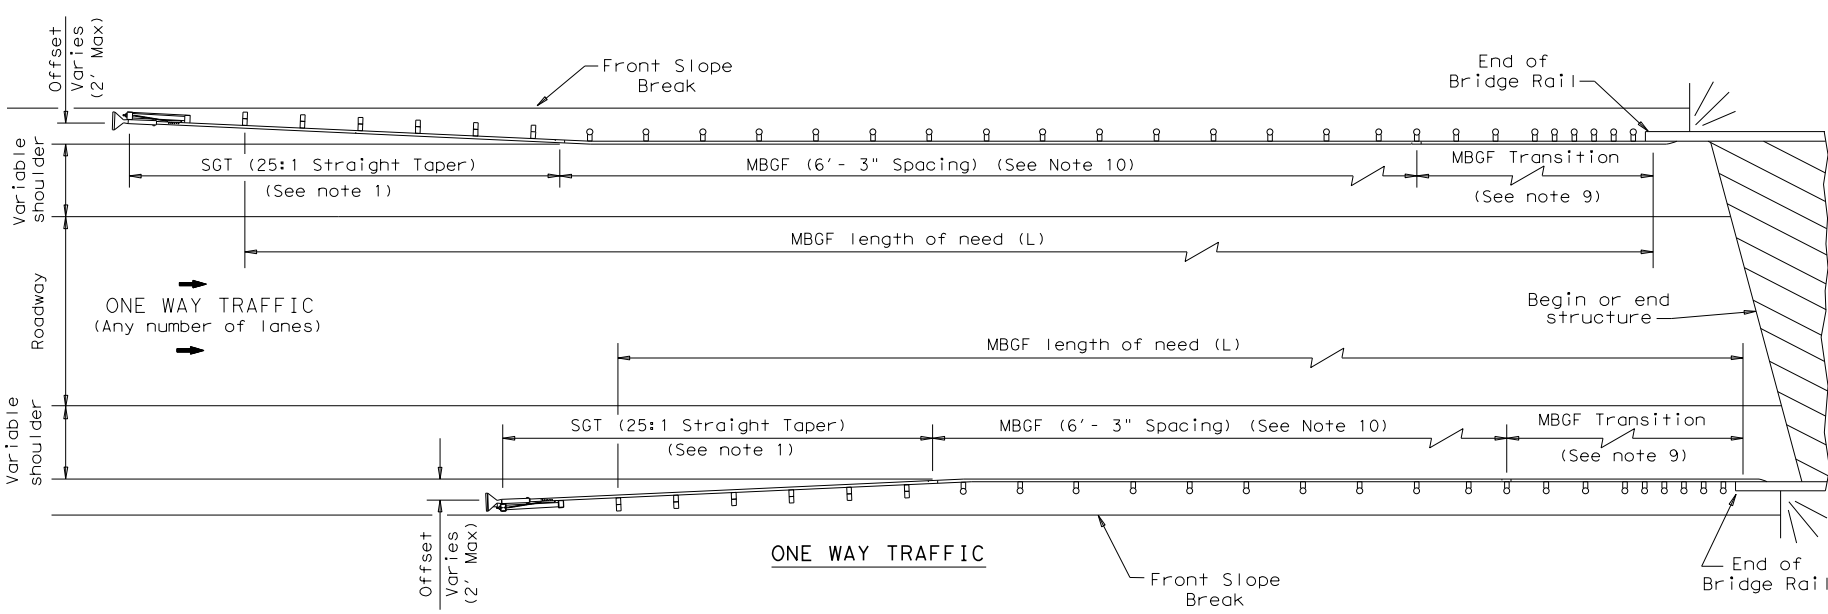 Offset
Varies
(2' Max)
Front Slope
Break
End of
Bridge Rail
Variable
shoulder
SGT (25:1 Straight Taper)
(See note 1)
MBGF (6'- 3" Spacing) (See Note 10)
MBGF Transition
(See note 9)
MBGF length of need (L)
Roadway
ONE WAY TRAFFIC
(Any number of lanes)
Begin or end
structure
MBGF length of need (L)
Variable
shoulder
SGT (25:1 Straight Taper)
(See note 1)
MBGF (6'- 3" Spacing) (See Note 10)
MBGF Transition
(See note 9)
Offset
Varies
(2' Max)
ONE WAY TRAFFIC
Front Slope
Break
End of
Bridge Rail